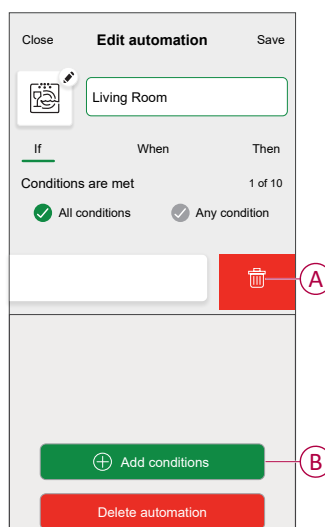 Close Edit automation Save
Living Room
If When Then
Conditions are met 1 of 10
All conditions Any condition
A
Add conditions B
Delete automation